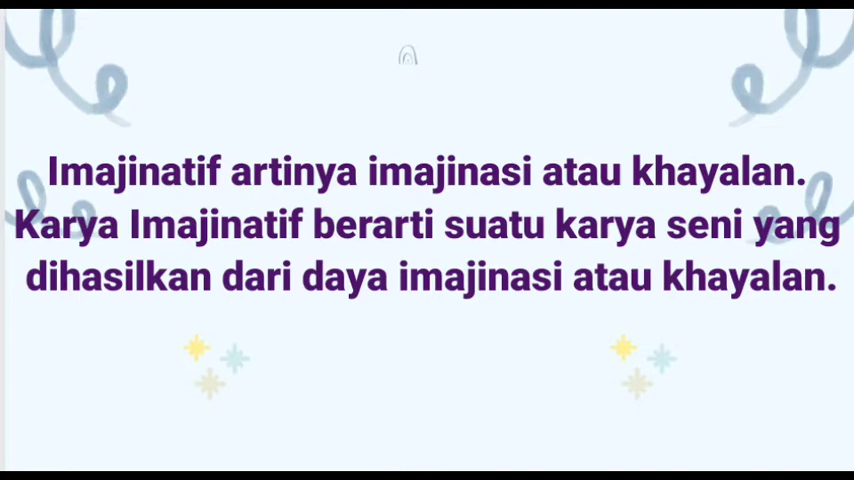 Imajinatif artinya imajinasi atau khayalan.
Karya Imajinatif berarti suatu karya seni yang
dihasilkan dari daya imajinasi atau khayalan.